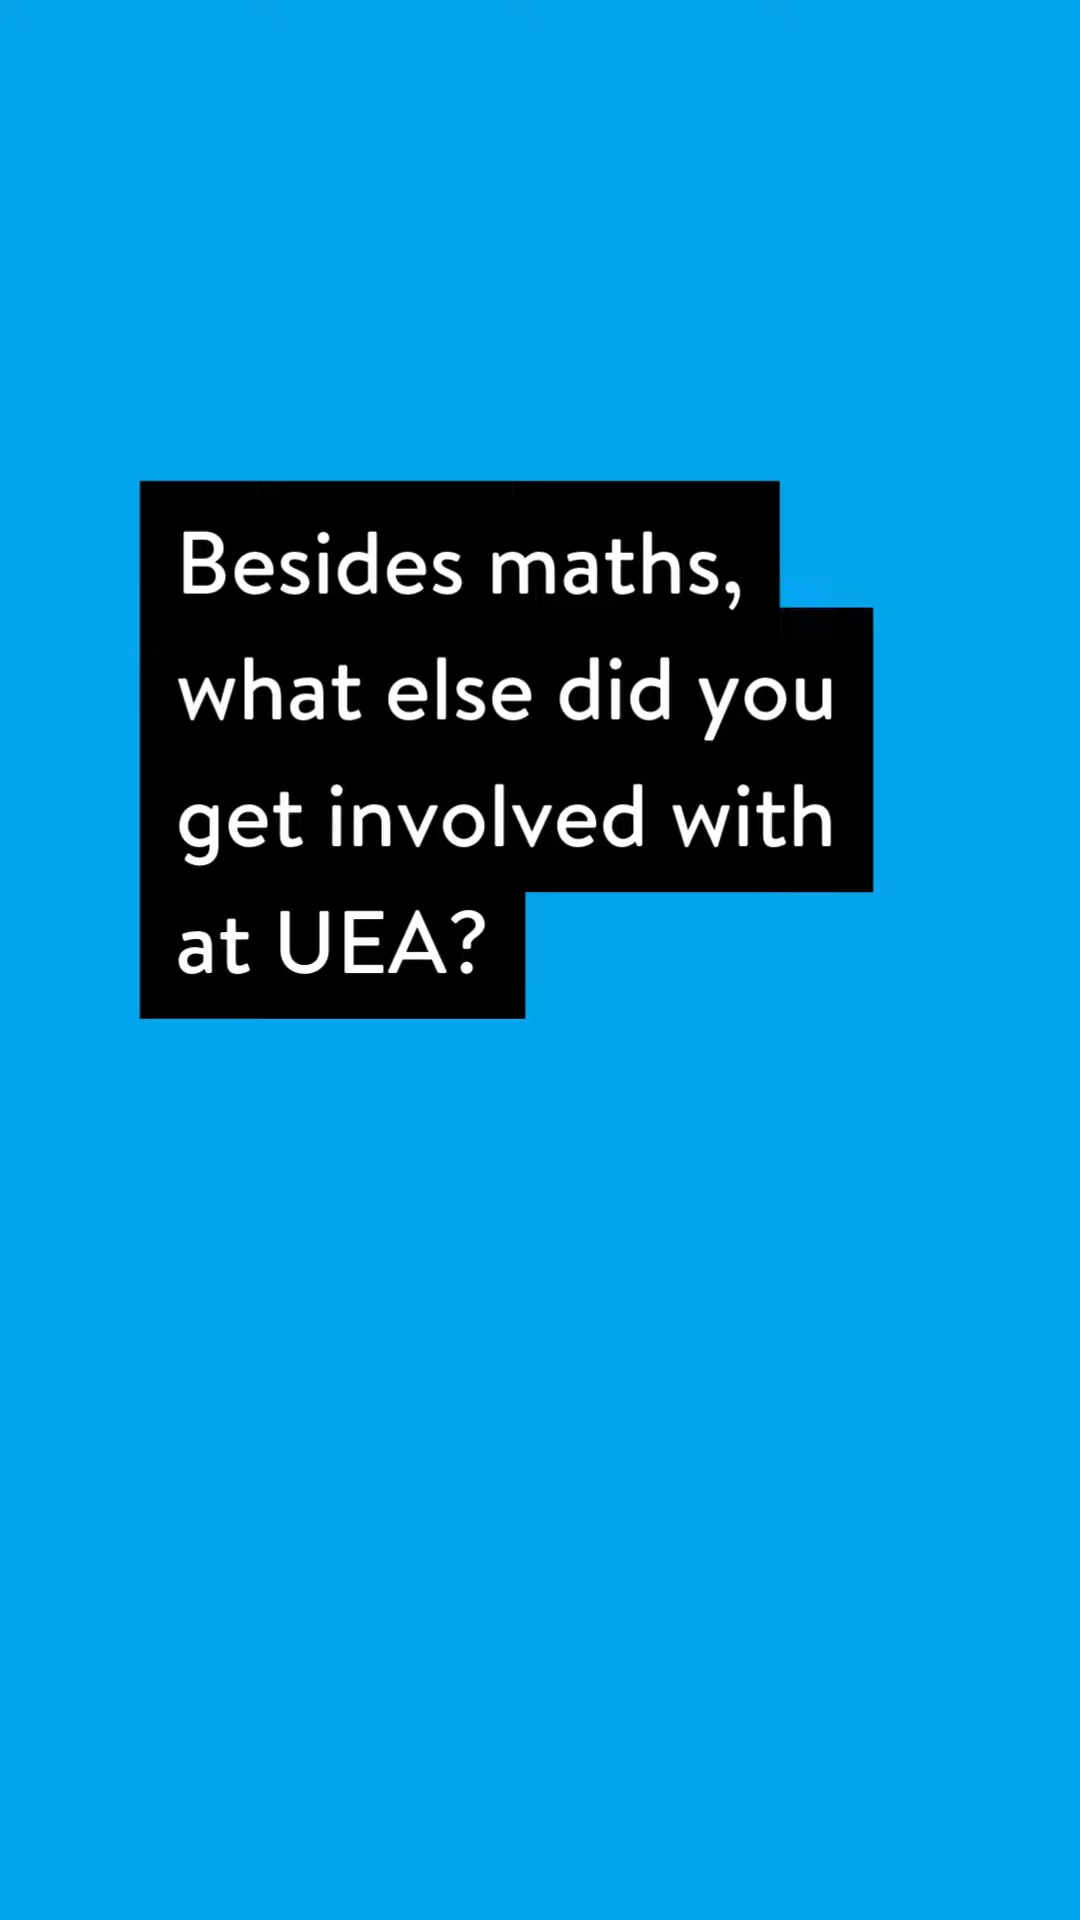 Besides maths,
what else did you
get involved with
at UEA?